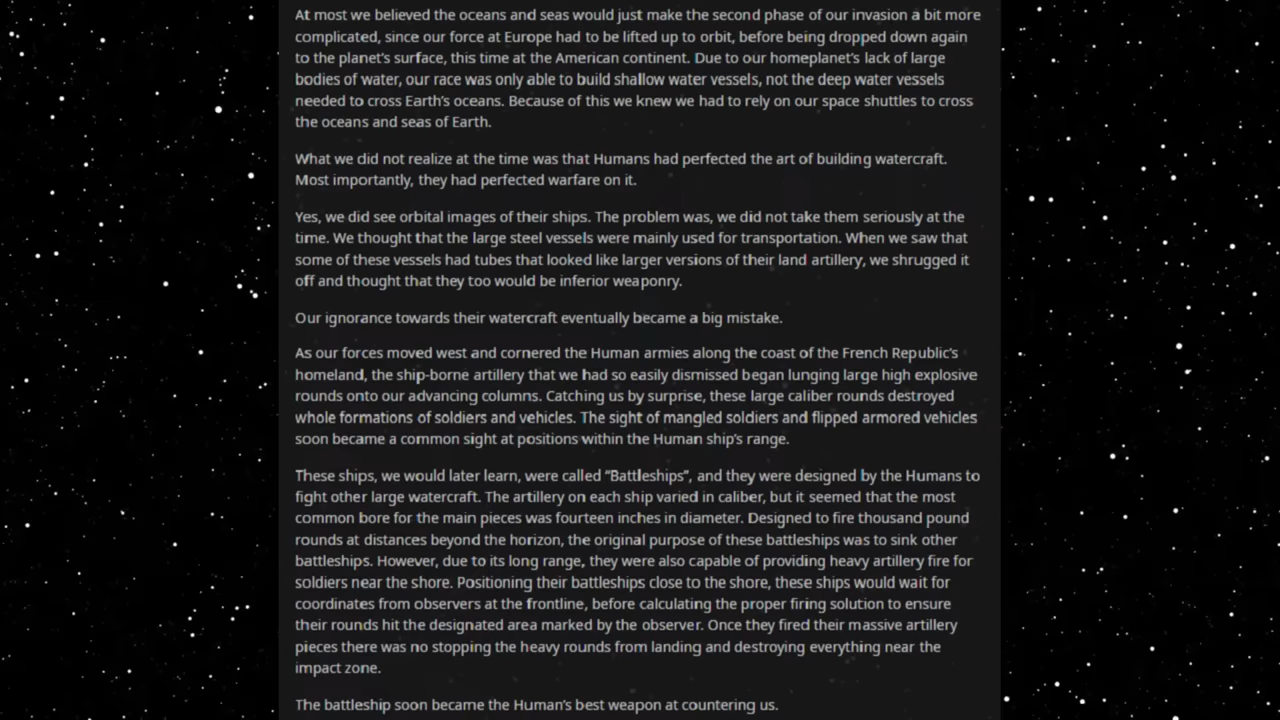 At most we believed the oceans and seas would just make the second phase of our invasion a bit more
complicated, since our force at Europe had to be lifted up to orbit, before being dropped down again
to the planet's surface, this time at the American continent. Due to our homeplanet's lack of large
bodies of water, our race was only able to build shallow water vessels, not the deep water vessels
needed to cross Earth's oceans. Because of this we knew we had to rely on our space shuttles to cross
the oceans and seas of Earth.
What we did not realize at the time was that Humans had perfected the art of building watercraft.
Most importantly, they had perfected warfare on it.
Yes, we did see orbital images of their ships. The problem was, we did not take them seriously at the
time. We thought that the large steel vessels were mainly used for transportation. When we saw that
some of these vessels had tubes that looked like larger versions of their land artillery, we shrugged it
off and thought that they too would be inferior weaponry.
Our ignorance towards their watercraft eventually became a big mistake.
As our forces moved west and cornered the Human armies along the coast of the French Republic's
homeland, the ship-borne artillery that we had so easily dismissed began lunging large high explosive
rounds onto our advancing columns. Catching us by surprise, these large caliber rounds destroyed
whole formations of soldiers and vehicles. The sight of mangled soldiers and flipped armored vehicles
soon became a common sight at positions within the Human ship's range.
These ships, we would later learn, were called “Battleships”, and they were designed by the Humans to
fight other large watercraft. The artillery on each ship varied in caliber, but it seemed that the most
common bore for the main pieces was fourteen inches in diameter. Designed to fire thousand pound
rounds at distances beyond the horizon, the original purpose of these battleships was to sink other
battleships. However, due to its long range, they were also capable of providing heavy artillery fire for
soldiers near the shore. Positioning their battleships close to the shore, these ships would wait for
coordinates from observers at the frontline, before calculating the proper firing solution to ensure
their rounds hit the designated area marked by the observer. Once they fired their massive artillery
pieces there was no stopping the heavy rounds from landing and destroying everything near the
impact zone.
The battleship soon became the Human's best weapon at countering us.